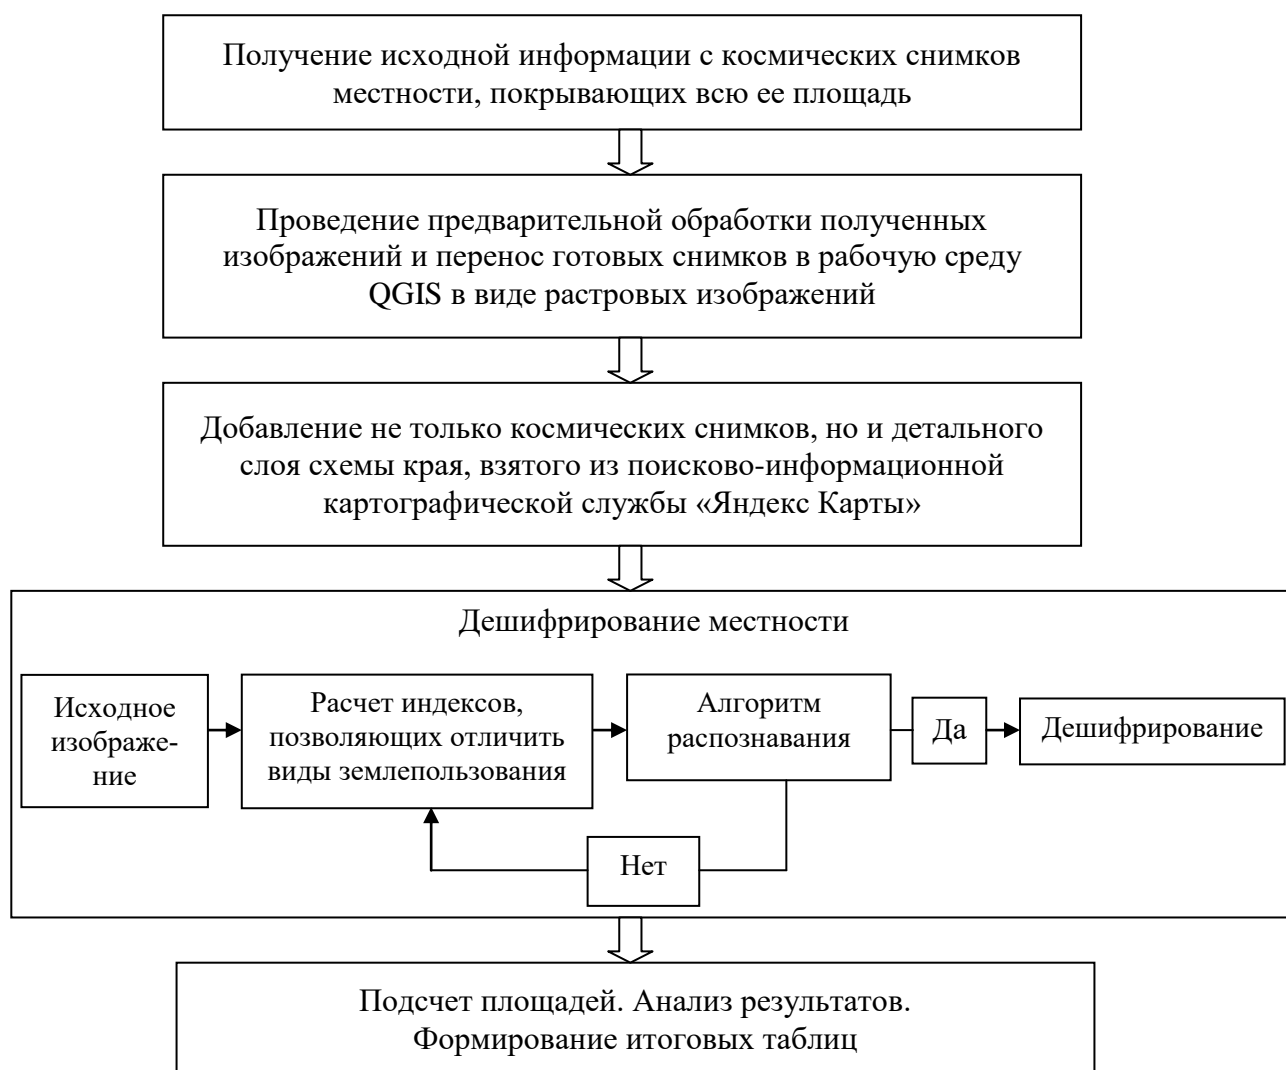 Получение исходной информации с космических снимков
местности, покрывающих всю ее площадь
Проведение предварительной обработки полученных
изображений и перенос готовых снимков в рабочую среду
QGIS в виде растровых изображений
Добавление не только космических снимков, но и детального
слоя схемы края, взятого из поисково-информационной
картографической службы «Яндекс Карты»
Дешифрирование местности
Исходное
изображе-
ние
Расчет индексов,
позволяющих отличить
виды землепользования
Алгоритм
распознавания
Да
Дешифрирование
Нет
Подсчет площадей. Анализ результатов.
Формирование итоговых таблиц